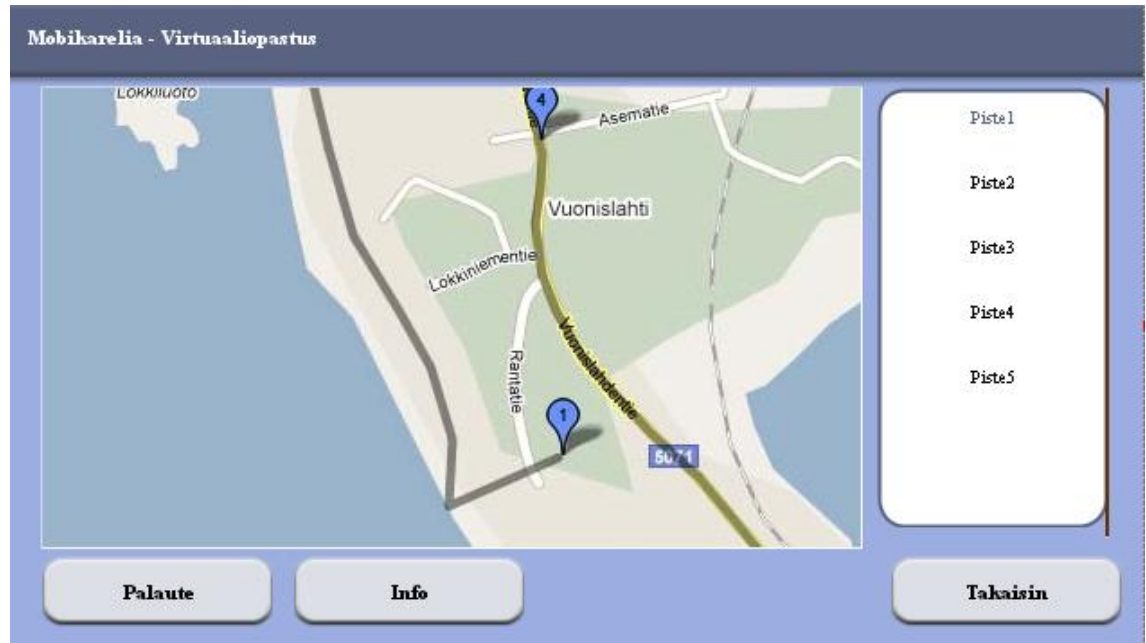 Mobikarelia - Virtuaaliopastus
Lokkiluoto
4
Asematie
Vuonislahti
Lokkiniementie
Vuonislahdentie
Rantatie
1
5071
Piste1
Piste2
Piste3
Piste4
Piste5
Palaute
Info
Takaisin